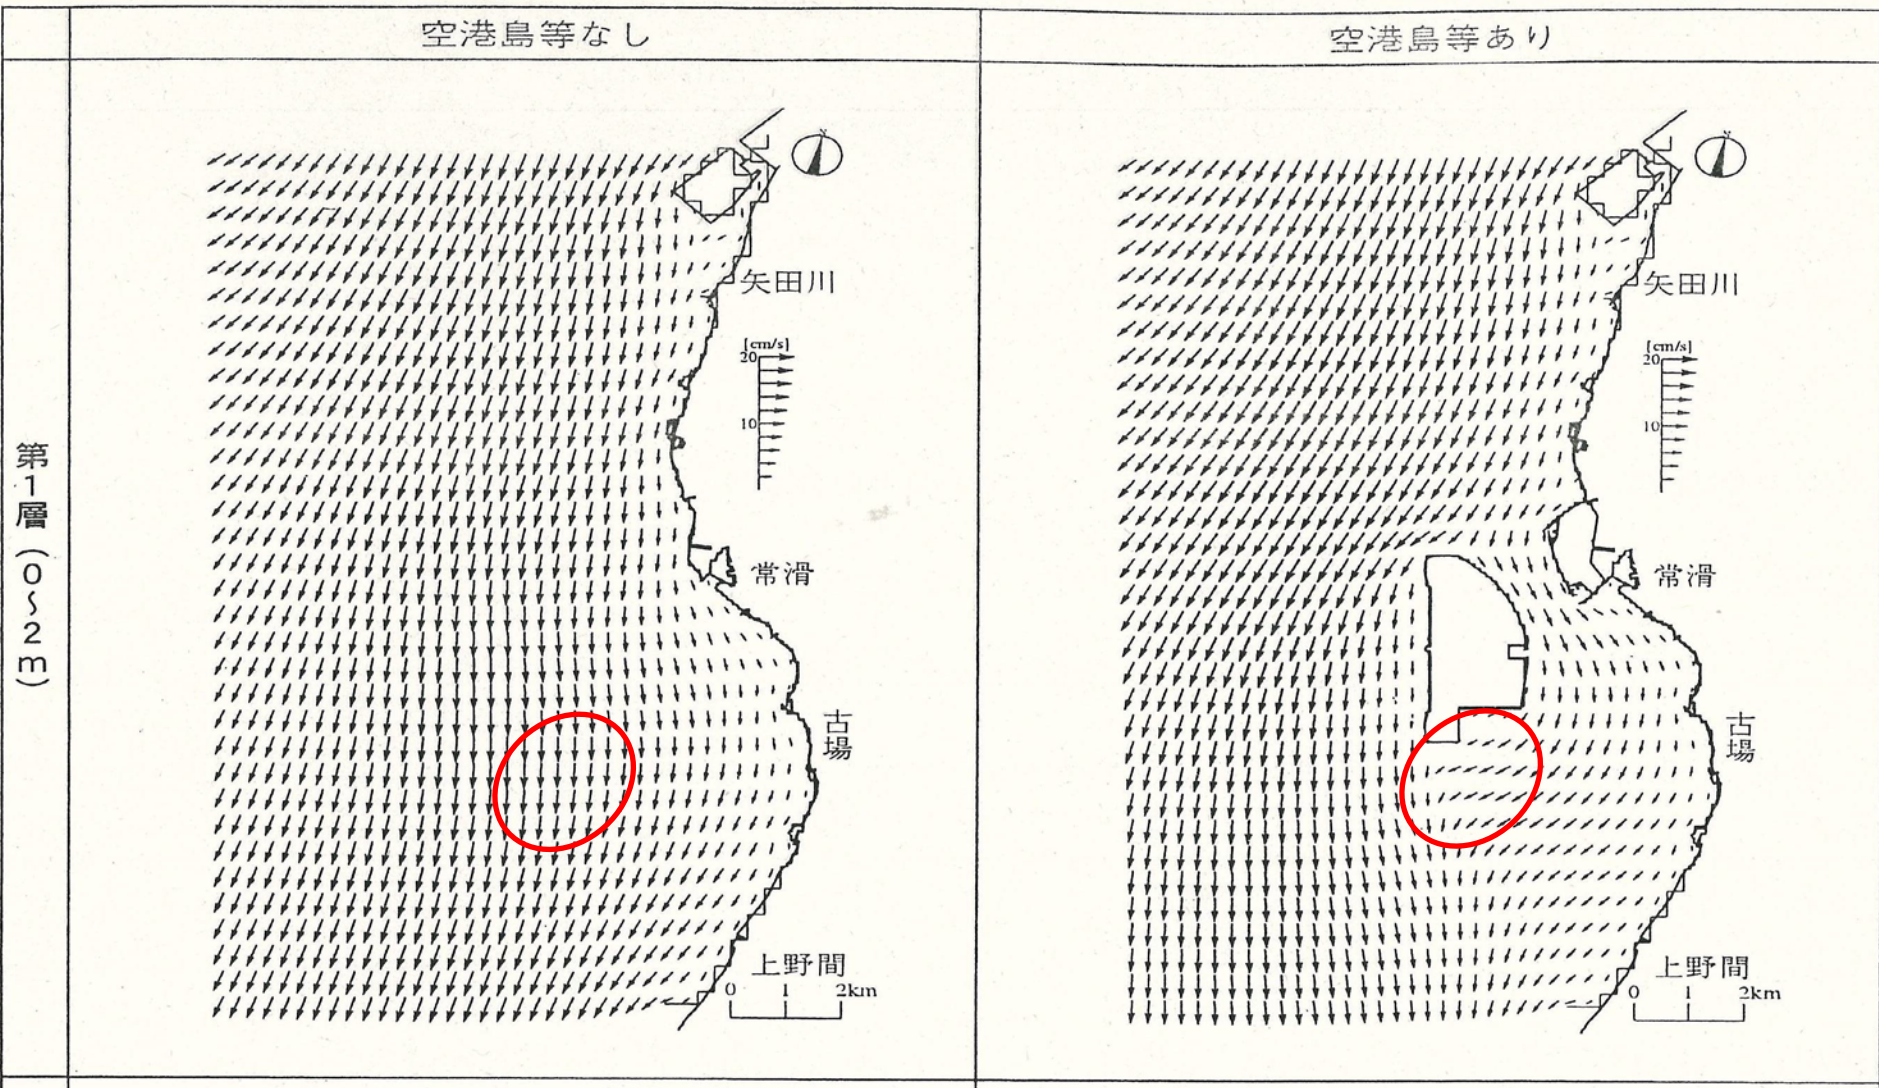 空港島等なし
空港島等あり
第1層(0~2m)
N
矢田川
[cm/s]
20
10
常滑
古場
上野間
0 1 2km
N
矢田川
[cm/s]
20
10
常滑
古場
上野間
0 1 2km